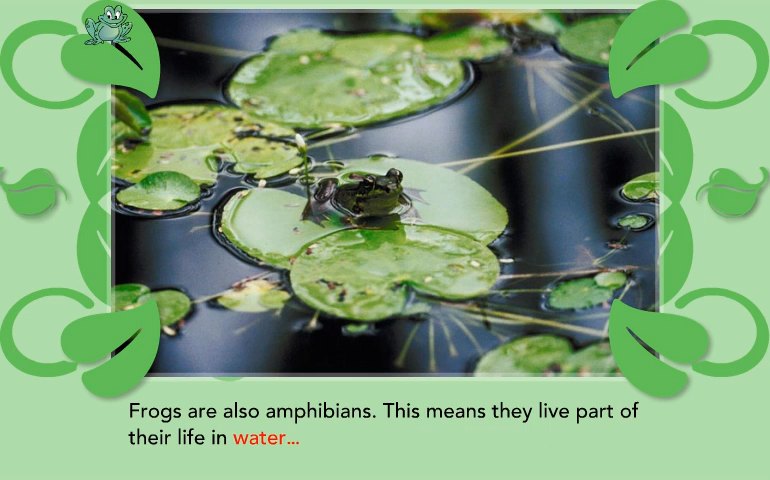 Frogs are also amphibians. This means they live part of
their life in water...